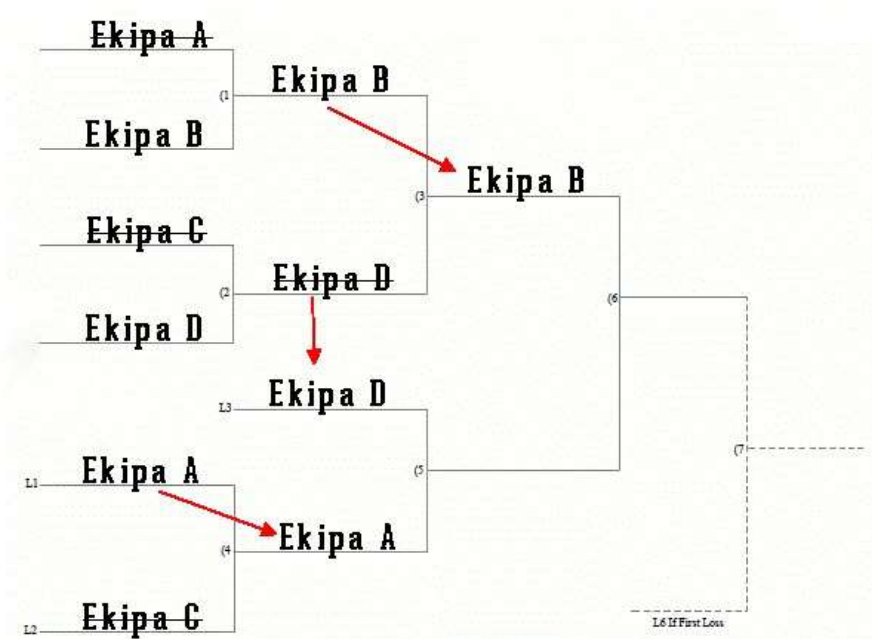 Ekipa A
(1
Ekipa B
Ekipa B
Ekipa B
(3
Ekipa C
(2
Ekipa D
Ekipa D
(6
L3
Ekipa D
(7
L1
Ekipa A
(5
(4
Ekipa A
L2
Ekipa C
L6 If First Loss